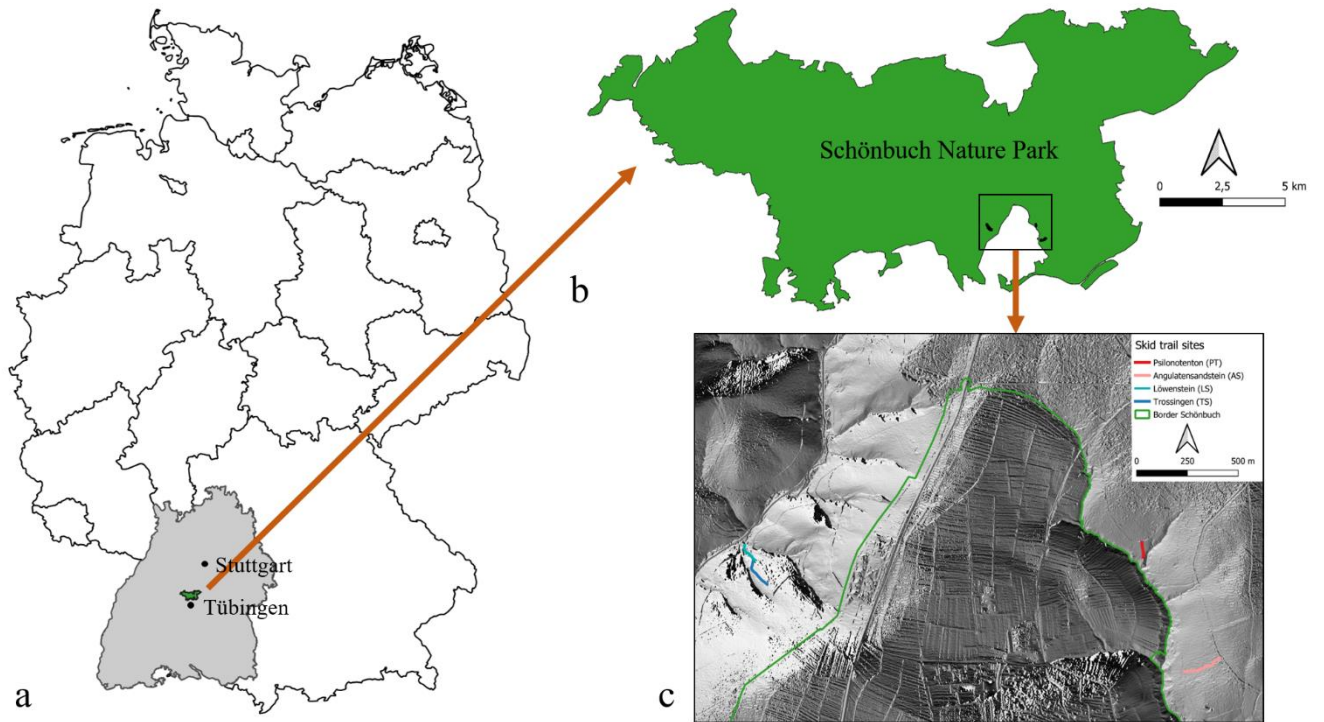 Schönbuch Nature Park
0 2,5 5 km
b
Skid trail sites
Psilonotenton (PT)
Angulatensandstein (AS)
Löwenstein (LS)
Trossingen (TS)
Border Schönbuch
0 250 500 m
Stuttgart
Tübingen
a
c